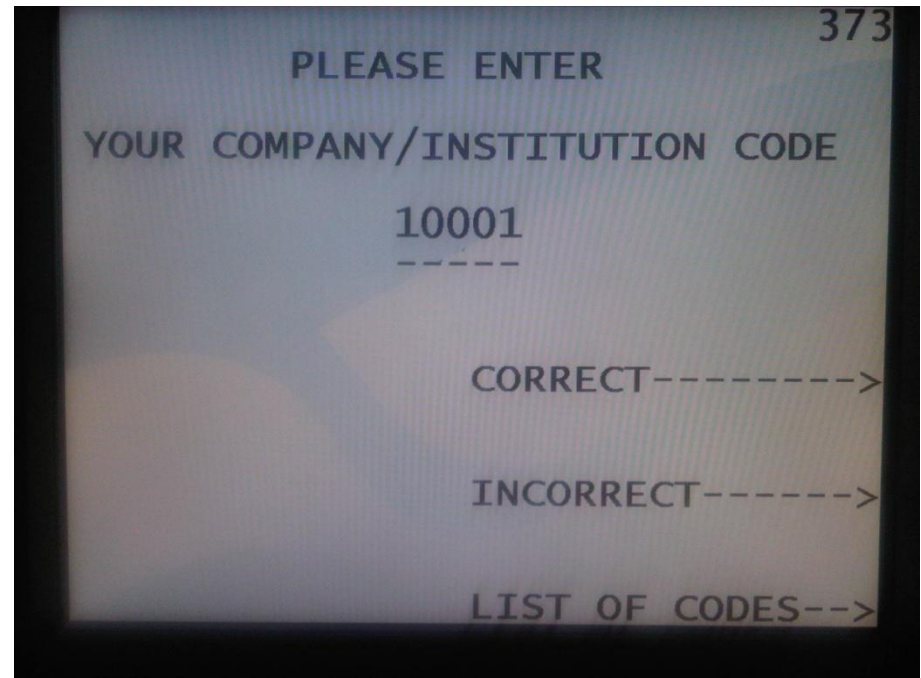 373
PLEASE ENTER
YOUR COMPANY/INSTITUTION CODE
10001
-----
CORRECT-------->
INCORRECT------>
LIST OF CODES-->